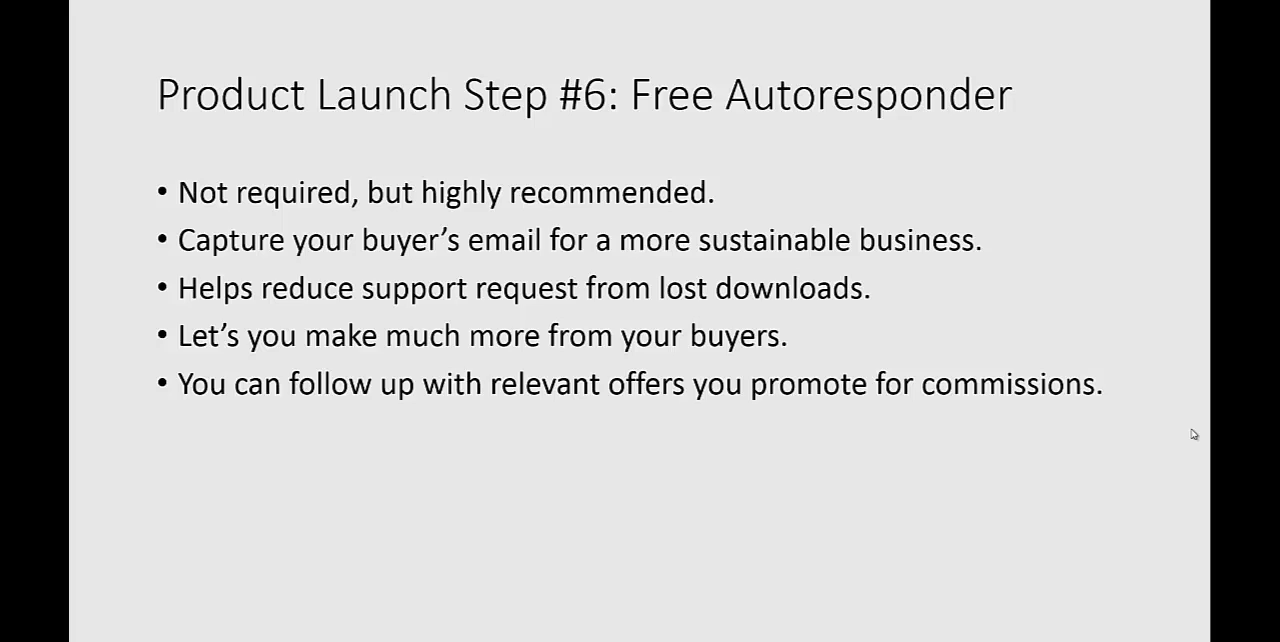 Product Launch Step #6: Free Autoresponder
• Not required, but highly recommended.
• Capture your buyer’s email for a more sustainable business.
• Helps reduce support request from lost downloads.
• Let’s you make much more from your buyers.
• You can follow up with relevant offers you promote for commissions.